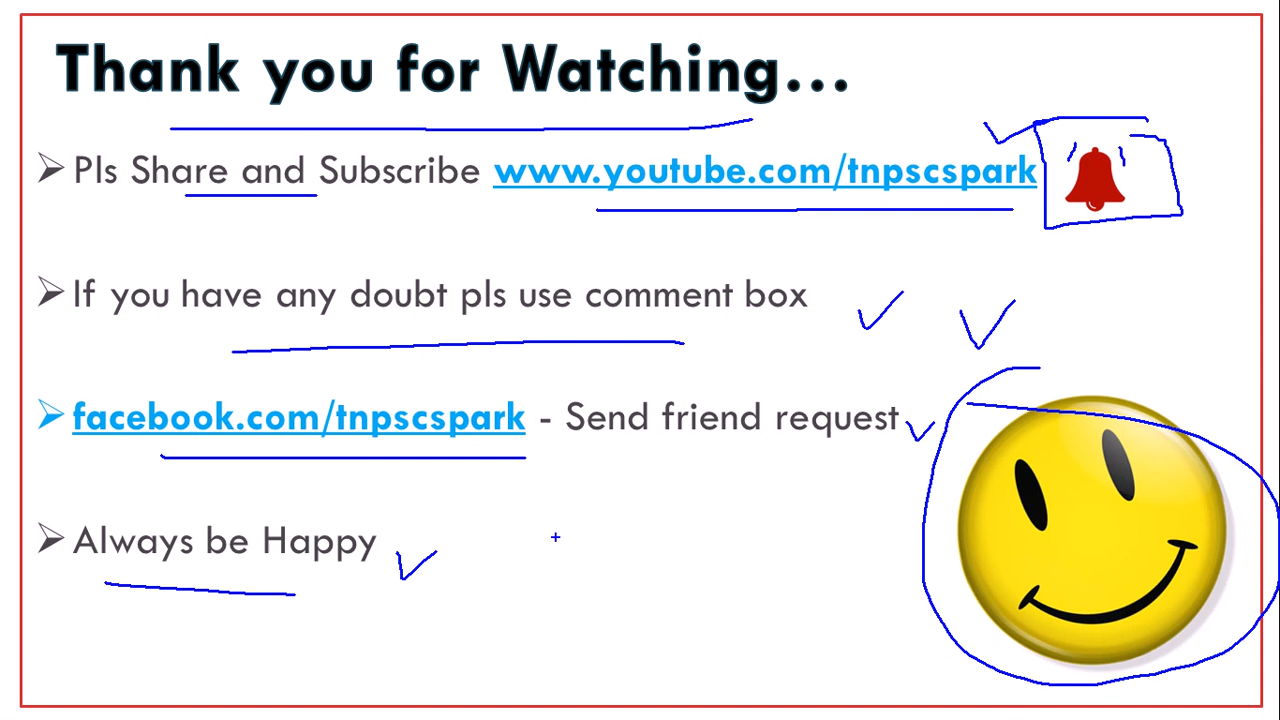 Thank you for Watching...
Pls Share and Subscribe www.youtube.com/tnpscspark
If you have any doubt pls use comment box
facebook.com/tnpscspark - Send friend request
Always be Happy